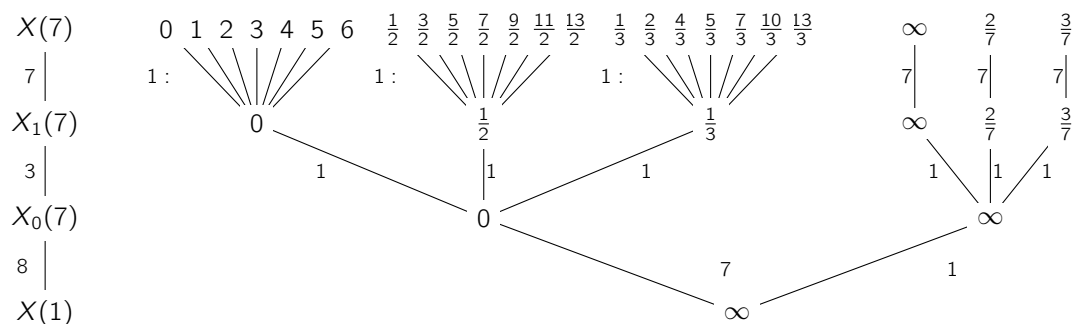 X(7) 0 1 2 3 4 5 6 1/2 3/2 5/2 7/2 9/2 11/2 13/2 1/3 2/3 4/3 5/3 7/3 10/3 13/3 ∞ 2/7 3/7
7 1 : 1 : 1 : 7 7 7
X₁(7) 0 1/2 1/3 ∞ 2/7 3/7
3 1 1 1 1 1 1
X₀(7) 0 ∞
8 7 1
X(1) ∞